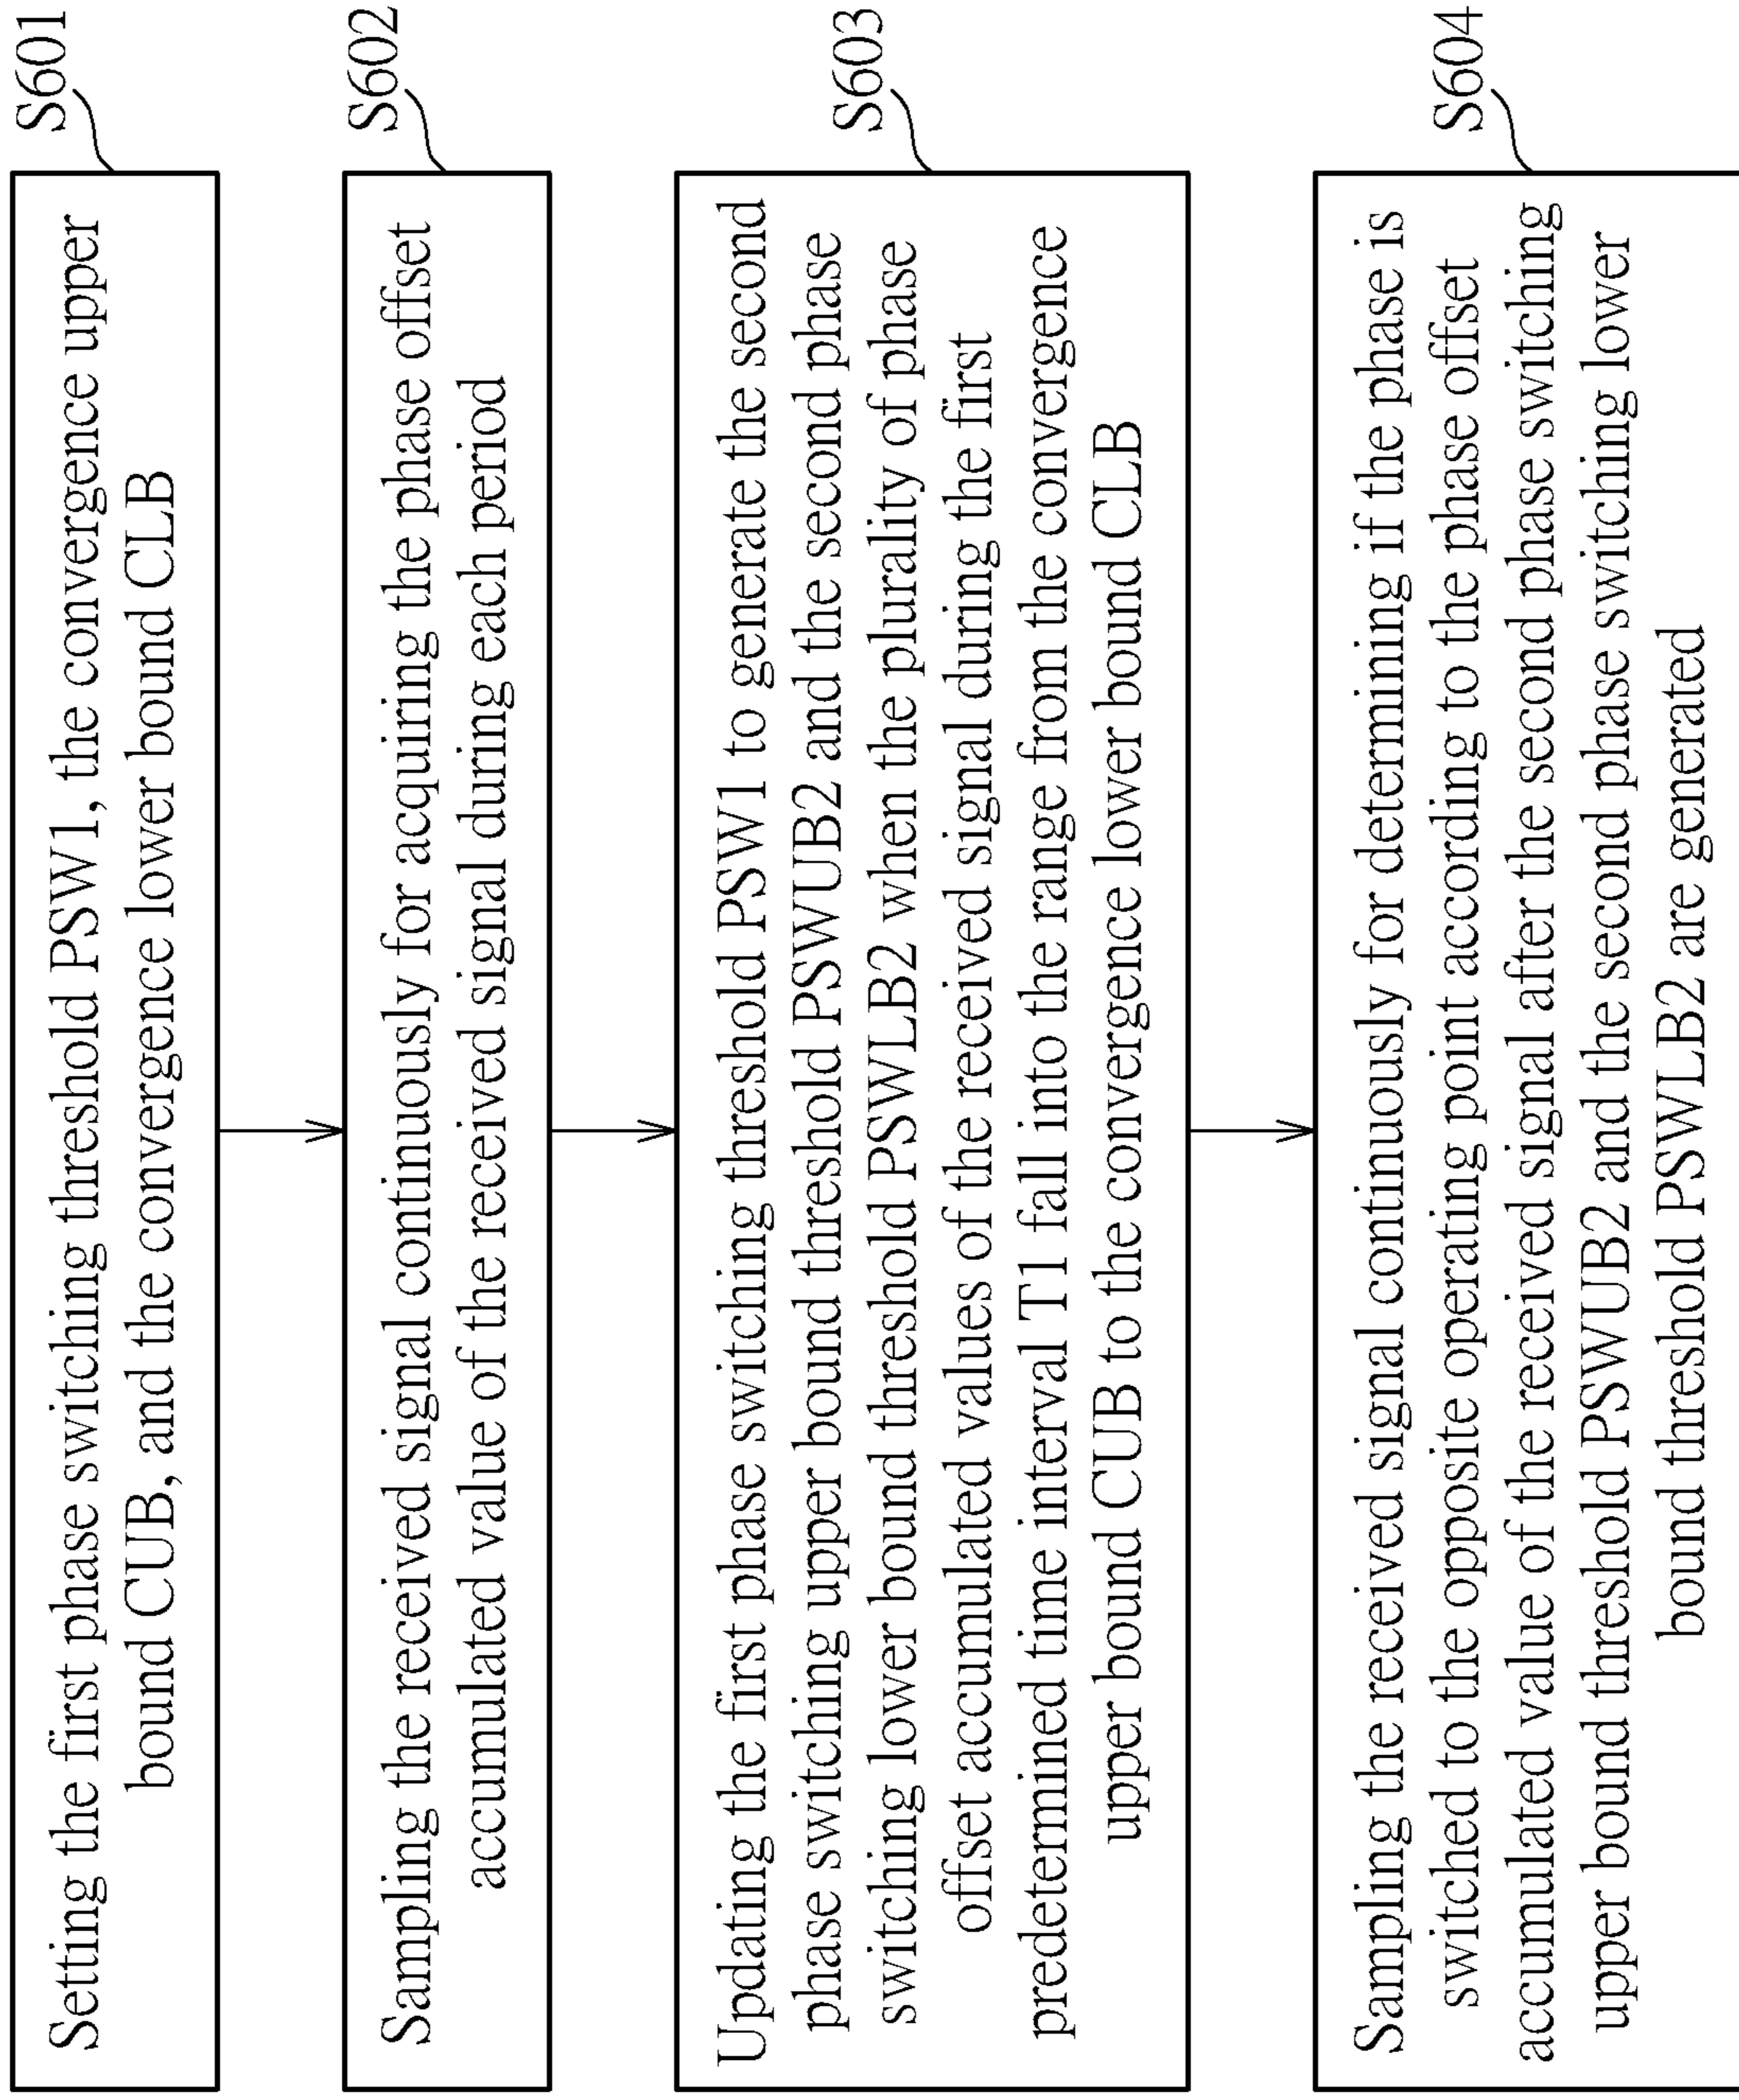 Setting the first phase switching threshold PSW1, the convergence upper
bound CUB, and the convergence lower bound CLB
S601
Sampling the received signal continuously for acquiring the phase offset
accumulated value of the received signal during each period
S602
Updating the first phase switching threshold PSW1 to generate the second
phase switching upper bound threshold PSWUB2 and the second phase
switching lower bound threshold PSWLB2 when the plurality of phase
offset accumulated values of the received signal during the first
predetermined time interval T1 fall into the range from the convergence
upper bound CUB to the convergence lower bound CLB
S603
Sampling the received signal continuously for determining if the phase is
switched to the opposite operating point according to the phase offset
accumulated value of the received signal after the second phase switching
upper bound threshold PSWUB2 and the second phase switching lower
bound threshold PSWLB2 are generated
S604